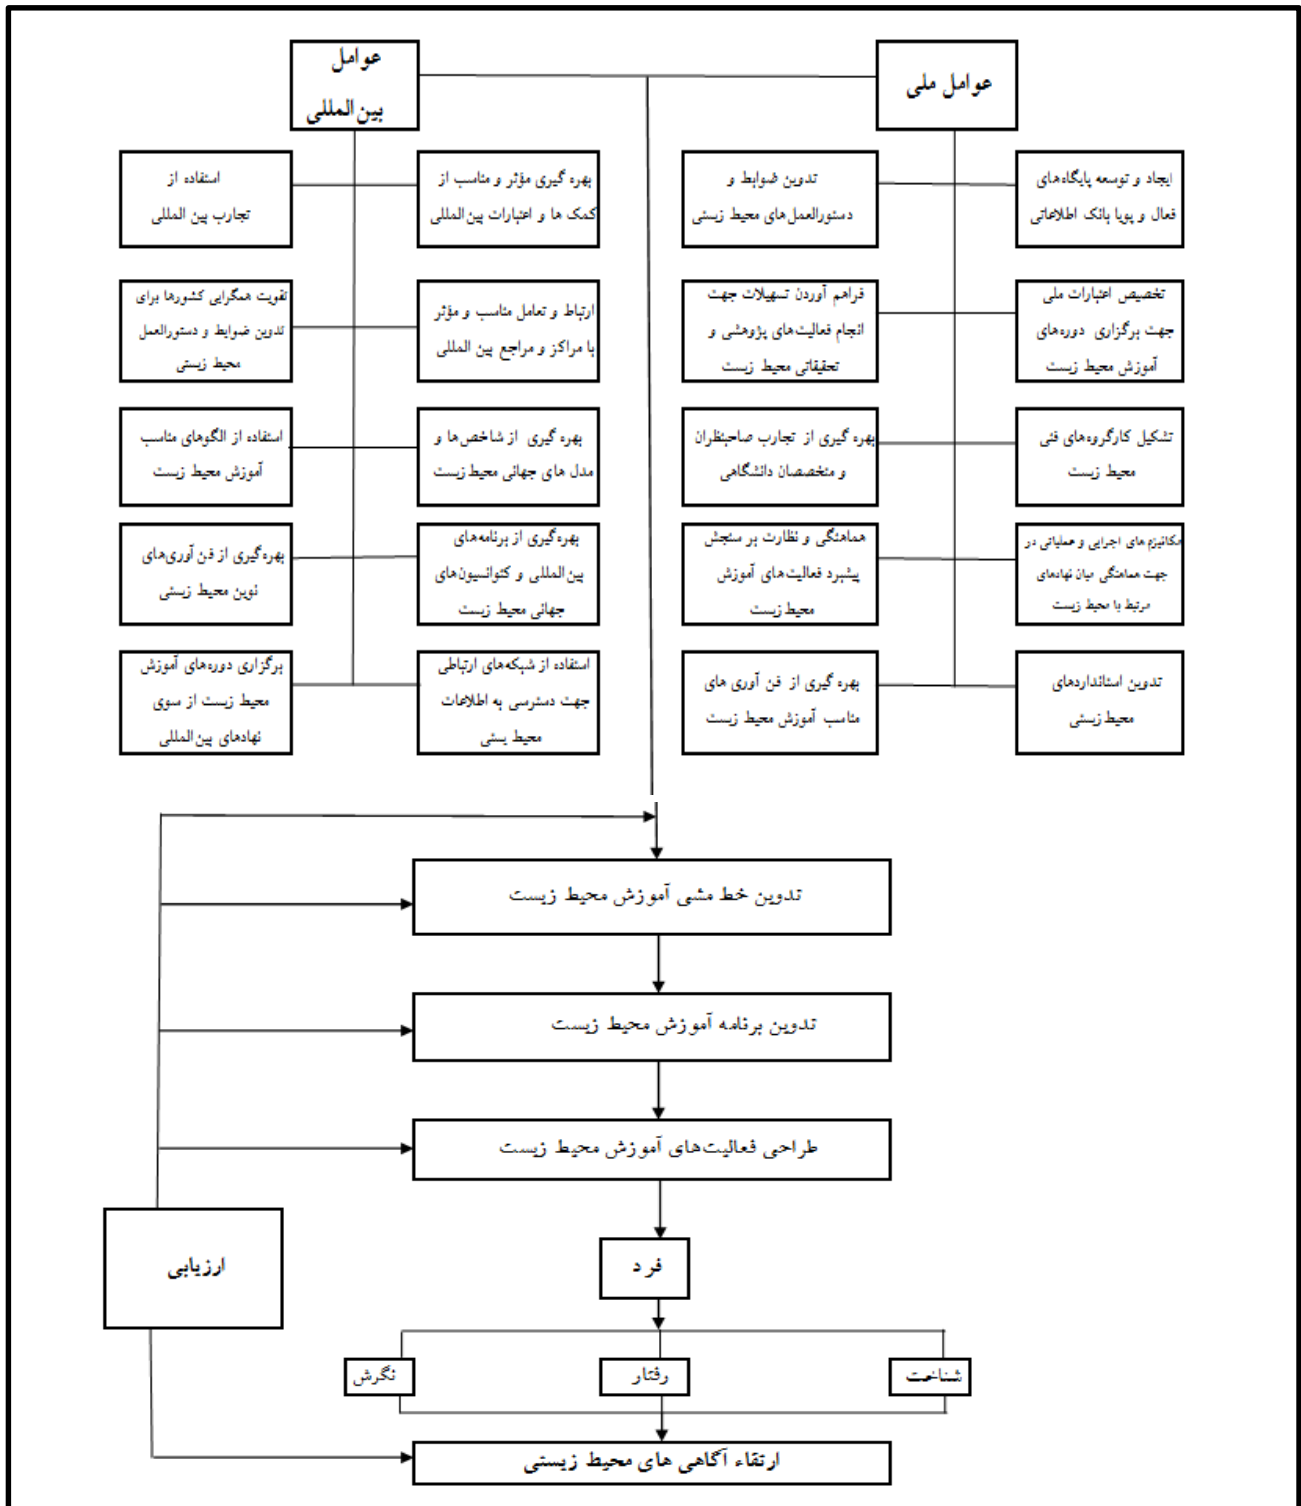 عوامل ملی
عوامل
بین المللی
ایجاد و توسعه پایگاه‌های
فعال و پویا بانک اطلاعاتی
تدوین ضوابط و
دستورالعمل‌های محیط زیستی
بهره گیری مؤثر و مناسب از
کمک ها و اعتبارات بین‌المللی
استفاده از
تجارب بین المللی
تخصیص اعتبارات ملی
جهت برگزاری دوره‌های
آموزش محیط زیست
فراهم آوردن تسهیلات جهت
انجام فعالیت‌های پژوهشی و
تحقیقاتی محیط زیست
ارتباط و تعامل مناسب و مؤثر
با مراکز و مراجع بین المللی
تقویت همگرایی کشورها برای
تدوین ضوابط و دستورالعمل
محیط زیستی
تشکیل کارگروه‌های فنی
محیط زیست
بهره گیری از تجارب صاحبنظران
و متخصصان دانشگاهی
بهره گیری از شاخص‌ها و
مدل های جهانی محیط‌زیست
استفاده از الگوهای مناسب
آموزش محیط زیست
مکانیزم های اجرایی و عملیاتی در
جهت هماهنگی میان نهادهای
مرتبط با محیط زیست
هماهنگی و نظارت بر سنجش
پیشبرد فعالیت‌های آموزش
محیط‌زیست
بهره‌گیری از برنامه‌های
بین‌المللی و کنوانسیون‌های
جهانی محیط زیست
بهره‌گیری از فن آوری‌های
نوین محیط زیستی
تدوین استانداردهای
محیط‌زیستی
بهره گیری از فن آوری های
مناسب آموزش محیط زیست
استفاده از شبکه‌های ارتباطی
جهت دسترسی به اطلاعات
محیط یستی
برگزاری دوره‌های آموزش
محیط زیست از سوی
نهادهای بین‌المللی
تدوین خط مشی آموزش محیط زیست
تدوین برنامه آموزش محیط زیست
طراحی فعالیت‌های آموزش محیط زیست
ارزیابی
فرد
شناخت
رفتار
نگرش
ارتقاء آگاهی های محیط زیستی